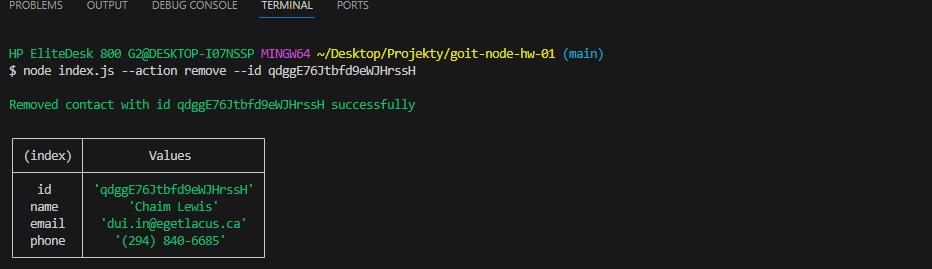 PROBLEMS OUTPUT DEBUG CONSOLE TERMINAL PORTS
HP EliteDesk 800 G2@DESKTOP-I07NSSP MINGW64 ~/Desktop/Projekty/goit-node-hw-01 (main)
$ node index.js --action remove --id qdggE76Jtbfd9eWJHrssH
Removed contact with id qdggE76Jtbfd9eWJHrssH successfully
(index) Values
id 'qdggE76Jtbfd9eWJHrssH'
name 'Chaim Lewis'
email 'dui.in@egetlacus.ca'
phone '(294) 840-6685'